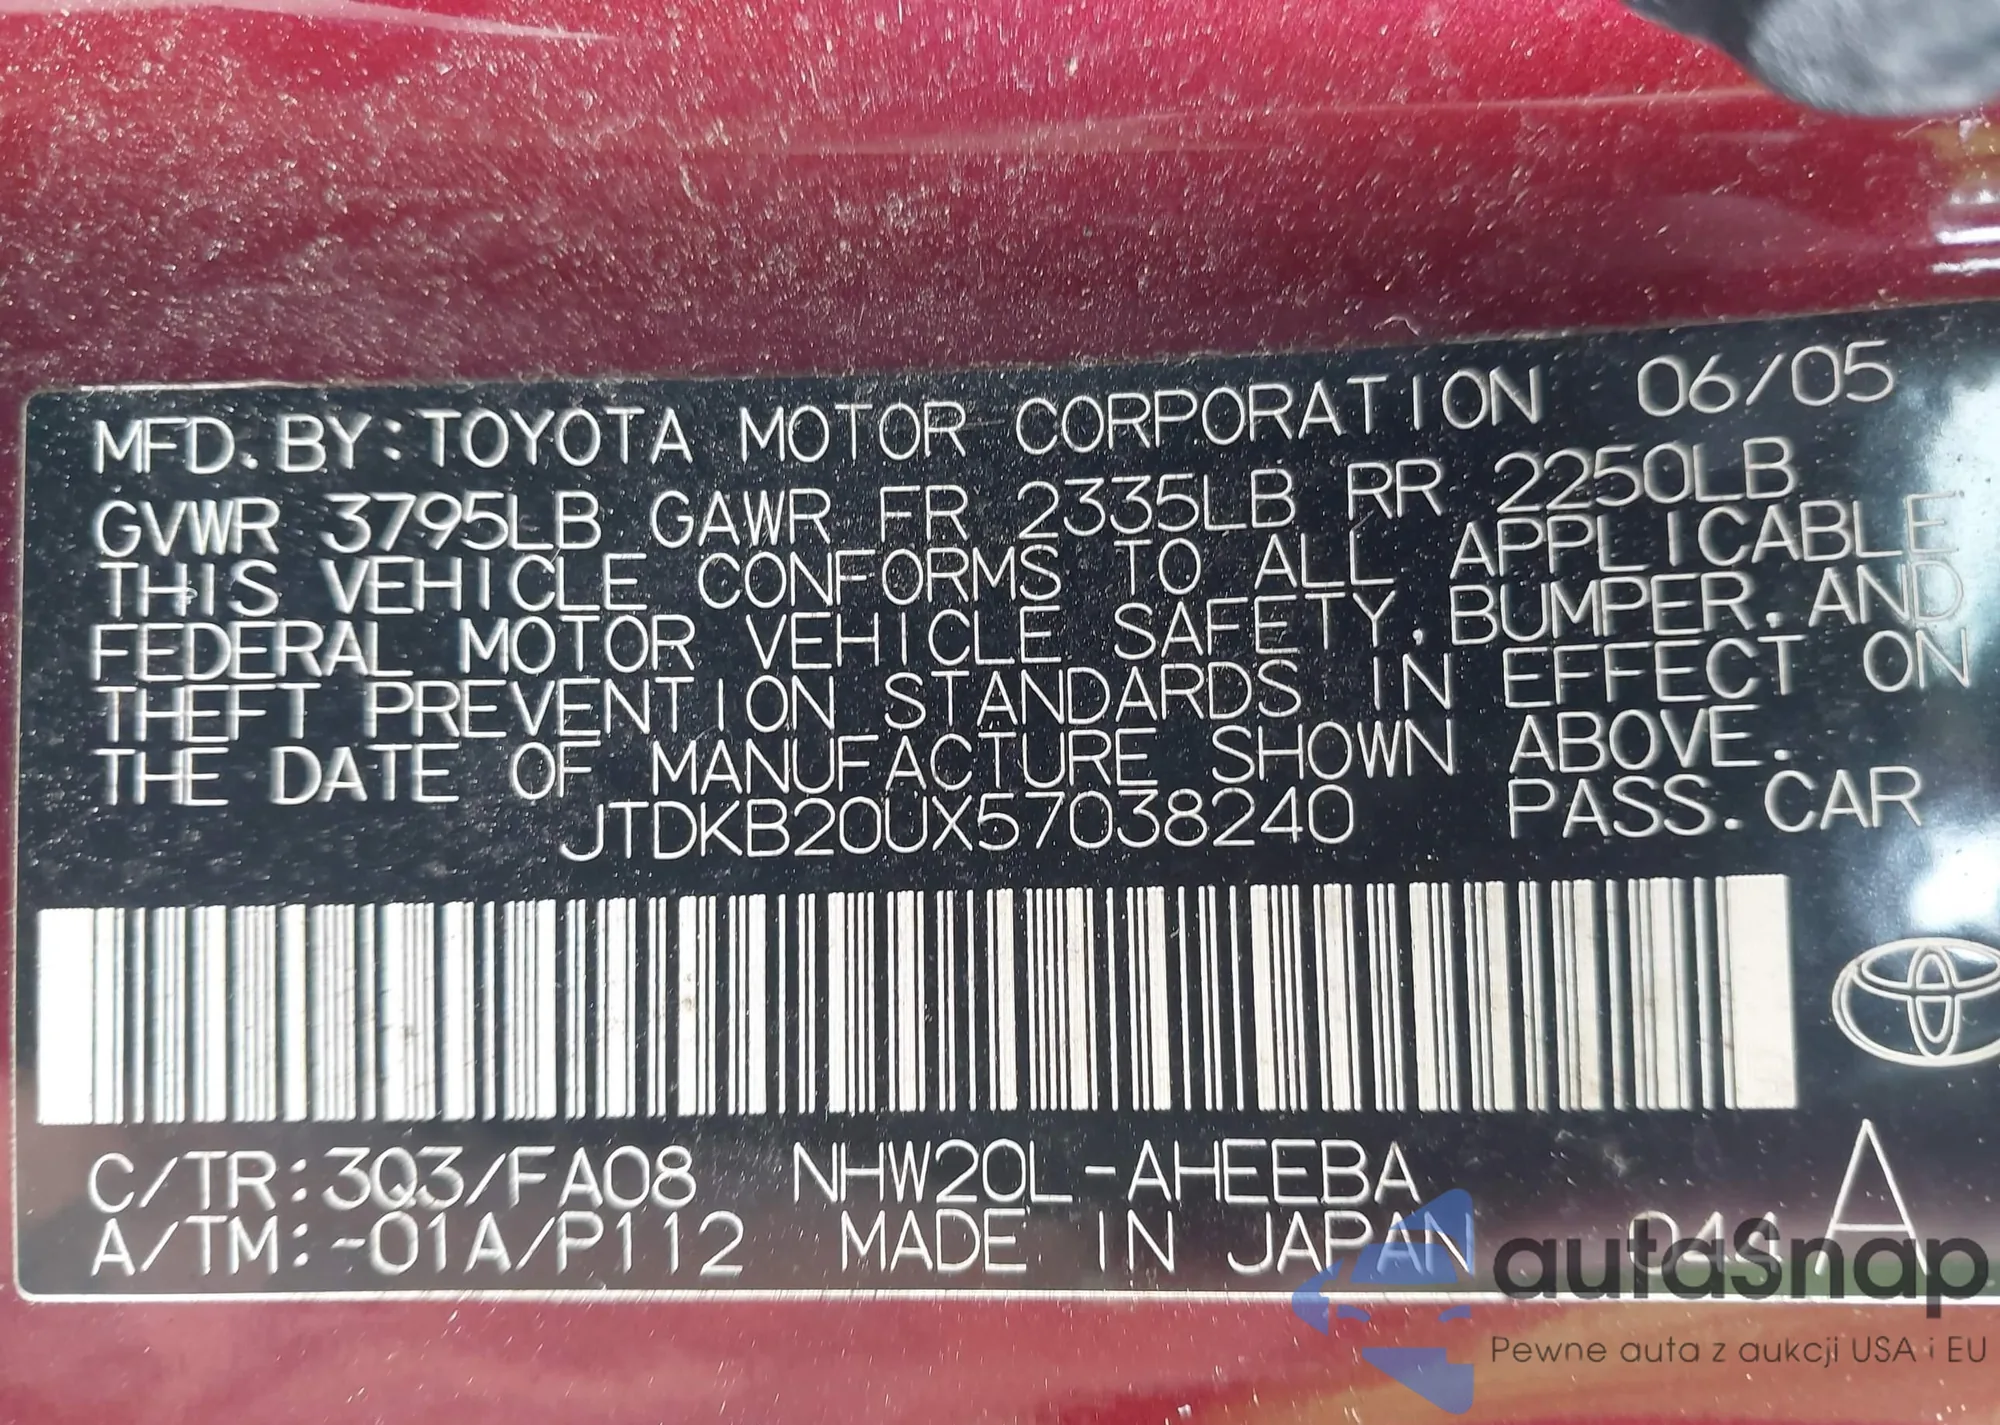 MFD. BY: TOYOTA MOTOR CORPORATION 06/05
GVWR 3795LB GAWR FR 2335LB RR 2250LB
THIS VEHICLE CONFORMS TO ALL APPLICABLE
FEDERAL MOTOR VEHICLE SAFETY, BUMPER, AND
THEFT PREVENTION STANDARDS IN EFFECT ON
THE DATE OF MANUFACTURE SHOWN ABOVE.
JTDKB20UX57038240 PASS. CAR
C/TR: 3Q3/FA08 NHW20L-AHEEBA A
A/TM: -01A/P112 MADE IN JAPAN
autaSnap
Pewne auta z aukcji USA i EU